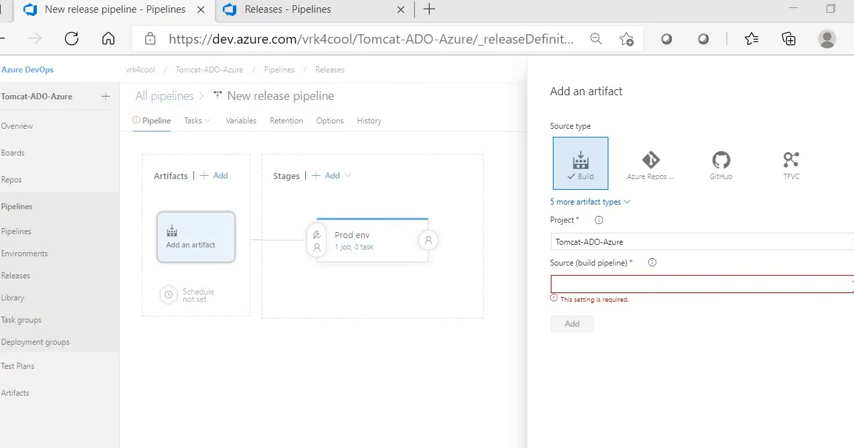 New release pipeline - Pipelines
Releases - Pipelines
https://dev.azure.com/vrk4cool/Tomcat-ADO-Azure/_releaseDefinit...
Azure DevOps
vrk4cool / Tomcat-ADO-Azure / Pipelines / Releases
Tomcat-ADO-Azure
Overview
Boards
Repos
Pipelines
Pipelines
Environments
Releases
Library
Task groups
Deployment groups
Test Plans
Artifacts
All pipelines > New release pipeline
Pipeline Tasks Variables Retention Options History
Artifacts | + Add
Add an artifact
Schedule
not set
Stages | + Add
Prod env
1 job, 0 task
Add an artifact
Source type
Build
Azure Repos ...
GitHub
TFVC
5 more artifact types
Project *
Tomcat-ADO-Azure
Source (build pipeline) *
This setting is required.
Add